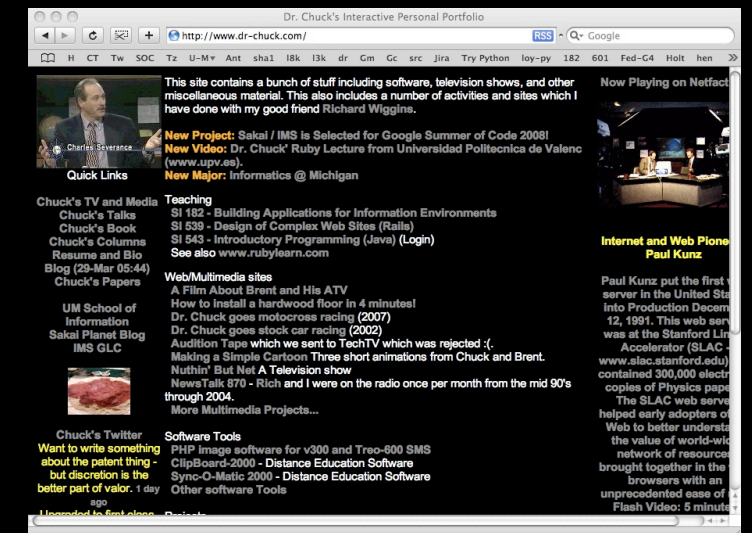 Dr. Chuck's Interactive Personal Portfolio
http://www.dr-chuck.com/
RSS
Google
H CT Tw SOC Tz U-M Ant sha1 l8k l3k dr Gm Gc src Jira Try Python loy-py 182 601 Fed-G4 Holt hen
Charles Severance
Quick Links
Chuck's TV and Media
Chuck's Talks
Chuck's Book
Chuck's Columns
Resume and Bio
Blog (29-Mar 05:44)
Chuck's Papers
UM School of
Information
Sakai Planet Blog
IMS GLC
Chuck's Twitter
Want to write something
about the patent thing -
but discretion is the
better part of valor. 1 day
ago
Upgraded to first class
This site contains a bunch of stuff including software, television shows, and other
miscellaneous material. This also includes a number of activities and sites which I
have done with my good friend Richard Wiggins.
New Project: Sakai / IMS is Selected for Google Summer of Code 2008!
New Video: Dr. Chuck' Ruby Lecture from Universidad Politecnica de Valenc
(www.upv.es).
New Major: Informatics @ Michigan
Teaching
SI 182 - Building Applications for Information Environments
SI 539 - Design of Complex Web Sites (Rails)
SI 543 - Introductory Programming (Java) (Login)
See also www.rubylearn.com
Web/Multimedia sites
A Film About Brent and His ATV
How to install a hardwood floor in 4 minutes!
Dr. Chuck goes motocross racing (2007)
Dr. Chuck goes stock car racing (2002)
Audition Tape which we sent to TechTV which was rejected :(.
Making a Simple Cartoon Three short animations from Chuck and Brent.
Nuthin' But Net A Television show
NewsTalk 870 - Rich and I were on the radio once per month from the mid 90's
through 2004.
More Multimedia Projects...
Software Tools
PHP Image software for v300 and Treo-600 SMS
ClipBoard-2000 - Distance Education Software
Sync-O-Matic 2000 - Distance Education Software
Other software Tools
Projects
Now Playing on Netfact
Internet and Web Pione
Paul Kunz
Paul Kunz put the first
server in the United Sta
into Production Decem
12, 1991. This web serv
was at the Stanford Lin
Accelerator (SLAC -
www.slac.stanford.edu)
contained 300,000 electr
copies of Physics pape
The SLAC web serve
helped early adopters of
Web to better understa
the value of world-wid
network of resources
brought together in the
browsers with an
unprecedented ease of
Flash Video: 5 minute